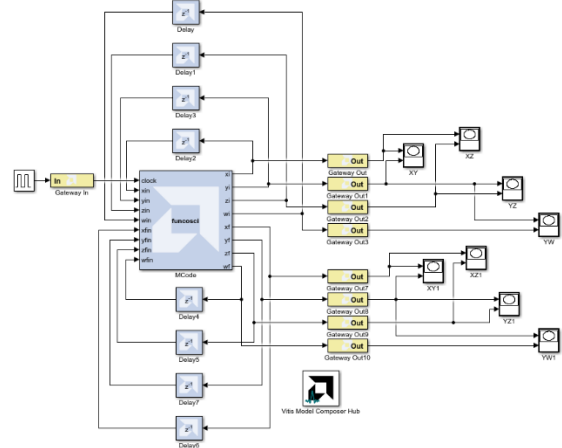 Delay
Delay1
Delay3
Delay2
In
Gateway In
clock
xin
yin
zin
win
xfin
yfin
zfin
wfin
funcosci
xi
yi
zi
wi
xf
yf
zf
wf
MCode
Delay4
Delay5
Delay7
Delay6
Out
Gateway Out
Out
Gateway Out1
Out
Gateway Out2
Out
Gateway Out3
XY
XZ
YZ
YW
Out
Gateway Out7
Out
Gateway Out8
Out
Gateway Out9
Out
Gateway Out10
XY1
XZ1
YZ1
YW1
Vitis Model Composer Hub